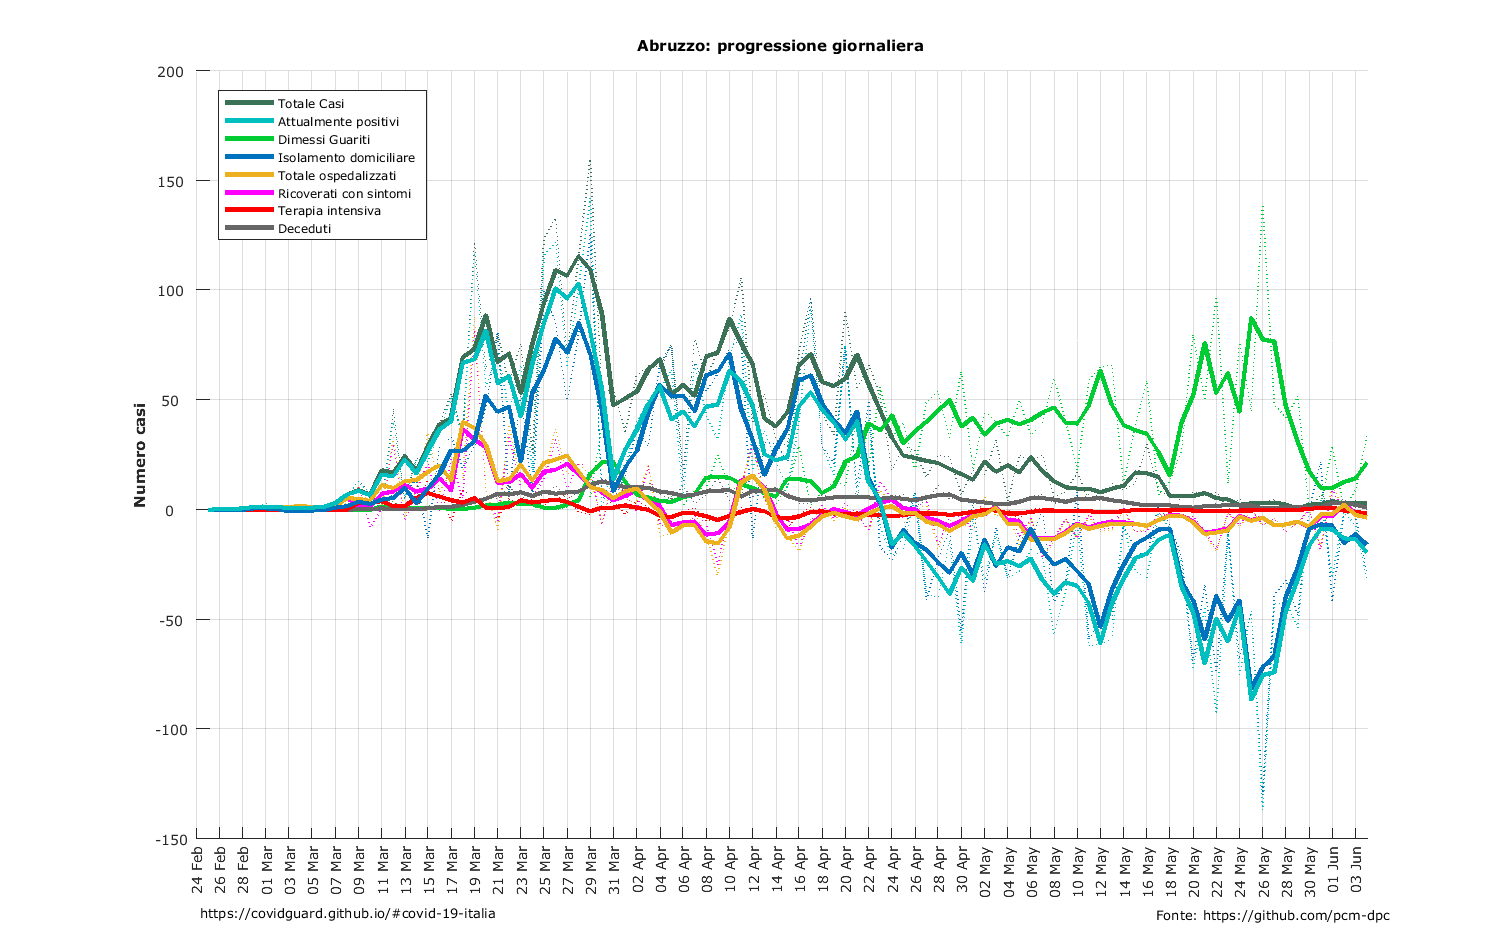 Abruzzo: progressione giornaliera
Numero casi
200
150
100
50
0
-50
-100
-150
Totale Casi
Attualmente positivi
Dimessi Guariti
Isolamento domiciliare
Totale ospedalizzati
Ricoverati con sintomi
Terapia intensiva
Deceduti
24 Feb
26 Feb
28 Feb
01 Mar
03 Mar
05 Mar
07 Mar
09 Mar
11 Mar
13 Mar
15 Mar
17 Mar
19 Mar
21 Mar
23 Mar
25 Mar
27 Mar
29 Mar
31 Mar
02 Apr
04 Apr
06 Apr
08 Apr
10 Apr
12 Apr
14 Apr
16 Apr
18 Apr
20 Apr
22 Apr
24 Apr
26 Apr
28 Apr
30 Apr
02 May
04 May
06 May
08 May
10 May
12 May
14 May
16 May
18 May
20 May
22 May
24 May
26 May
28 May
30 May
01 Jun
03 Jun
https://covidguard.github.io/#covid-19-italia
Fonte: https://github.com/pcm-dpc